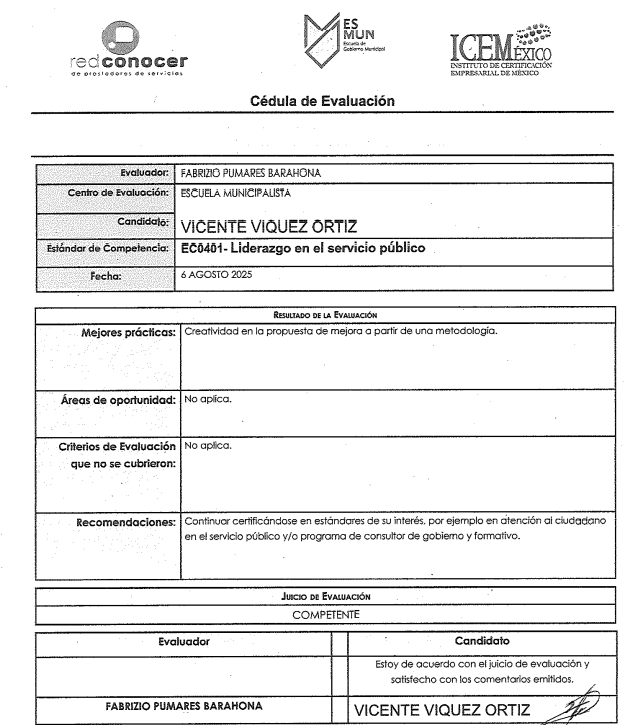 redconocer
de prestadores de servicios
ES
MUN
Escuela de
Gobierno Municipal
ICEMÉXICO
INSTITUTO DE CERTIFICACIÓN
EMPRESARIAL DE MÉXICO
Cédula de Evaluación
Evaluador: FABRIZIO PUMARES BARAHONA
Centro de Evaluación: ESCUELA MUNICIPALISTA
Candidato: VICENTE VIQUEZ ORTIZ
Estándar de Competencia: EC0401- Liderazgo en el servicio público
Fecha: 6 AGOSTO 2025
RESULTADO DE LA EVALUACIÓN
Mejores prácticas: Creatividad en la propuesta de mejora a partir de una metodología.
Áreas de oportunidad: No aplica.
Criterios de Evaluación No aplica.
que no se cubrieron:
Recomendaciones: Continuar certificándose en estándares de su interés, por ejemplo en atención al ciudadano
en el servicio público y/o programa de consultor de gobierno y formativo.
JUICIO DE EVALUACIÓN
COMPETENTE
Evaluador Candidato
Estoy de acuerdo con el juicio de evaluación y
satisfecho con los comentarios emitidos.
FABRIZIO PUMARES BARAHONA VICENTE VIQUEZ ORTIZ